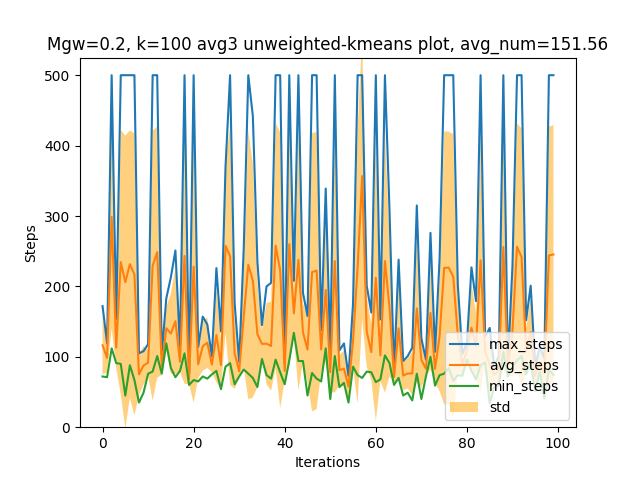 Mgw=0.2, k=100 avg3 unweighted-kmeans plot, avg_num=151.56
500
400
300
200
100
0
Steps
max_steps
avg_steps
min_steps
std
0
20
40
60
80
100
Iterations